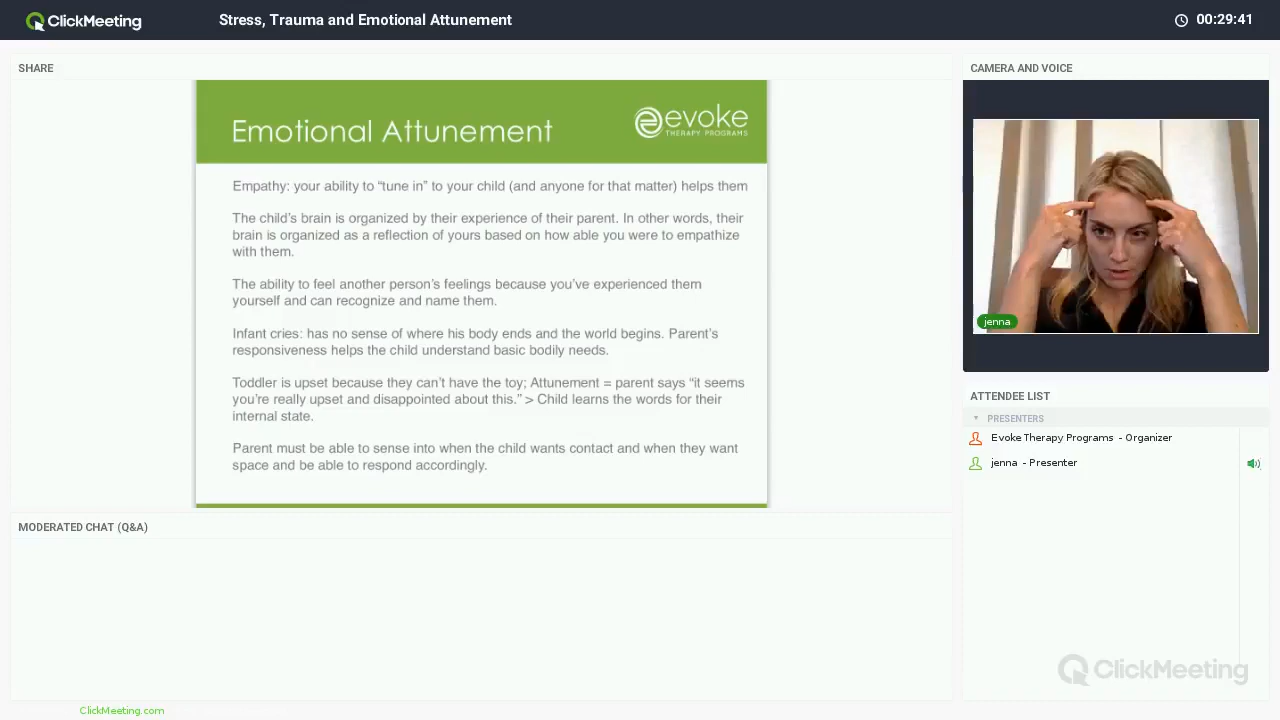 ClickMeeting
Stress, Trauma and Emotional Attunement
00:29:41
SHARE
Emotional Attunement
evoke
THERAPY PROGRAMS
Empathy: your ability to “tune in” to your child (and anyone for that matter) helps them
The child’s brain is organized by their experience of their parent. In other words, their
brain is organized as a reflection of yours based on how able you were to empathize
with them.
The ability to feel another person’s feelings because you’ve experienced them
yourself and can recognize and name them.
Infant cries: has no sense of where his body ends and the world begins. Parent’s
responsiveness helps the child understand basic bodily needs.
Toddler is upset because they can’t have the toy; Attunement = parent says “it seems
you’re really upset and disappointed about this.” > Child learns the words for their
internal state.
Parent must be able to sense into when the child wants contact and when they want
space and be able to respond accordingly.
MODERATED CHAT (Q&A)
CAMERA AND VOICE
jenna
ATTENDEE LIST
PRESENTERS
Evoke Therapy Programs - Organizer
jenna - Presenter
ClickMeeting
ClickMeeting.com